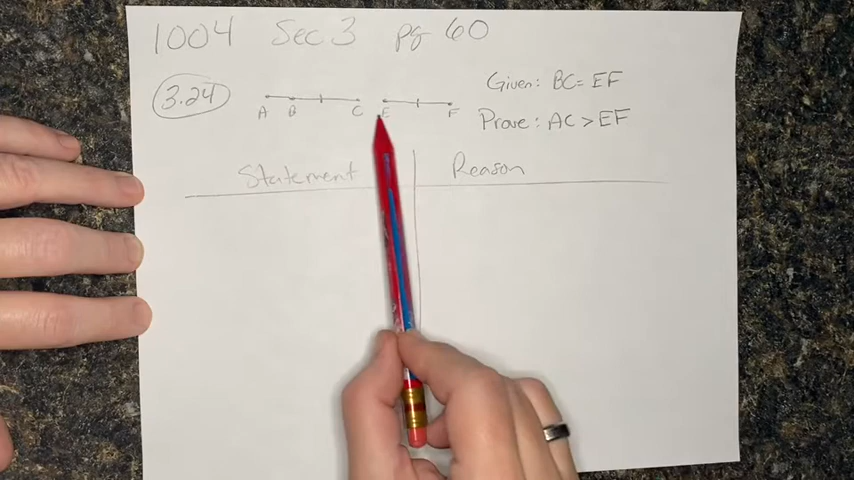 1004 Sec 3 pg 60
3.24
A B C E F
Given: BC = EF
Prove: AC > EF
Statement Reason